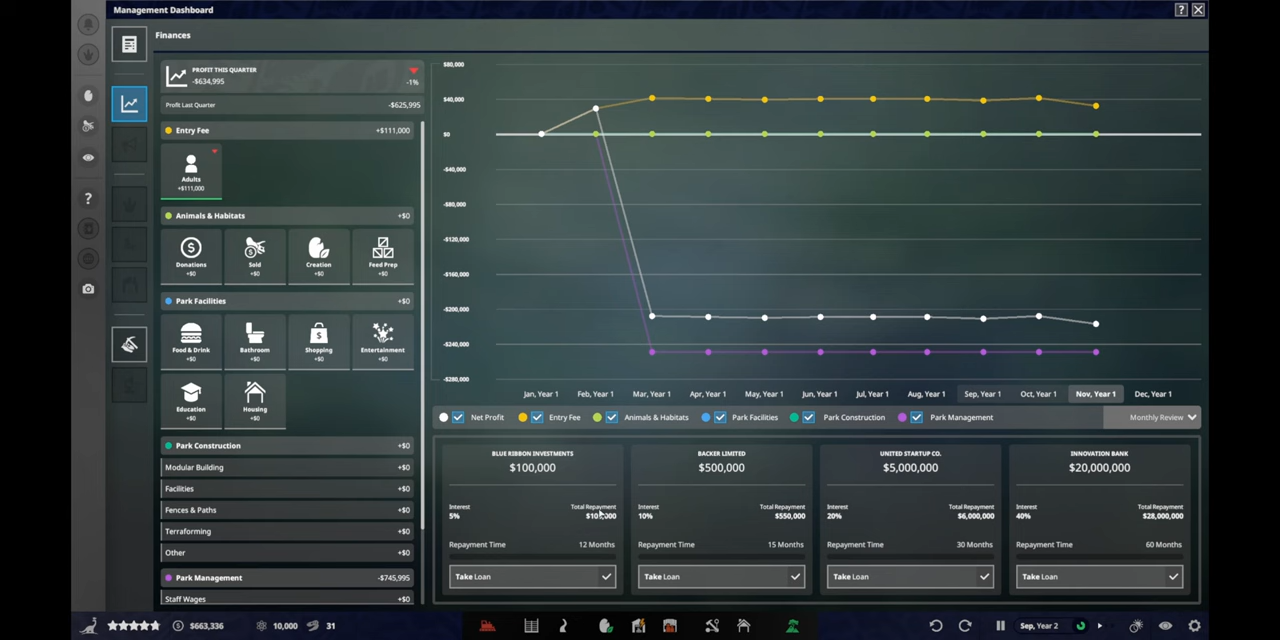 Management Dashboard
?
Finances
PROFIT THIS QUARTER
-$634,995
-1%
Profit Last Quarter
-$625,995
Entry Fee
+$111,000
Adults
+$111,000
Animals & Habitats
+$0
Donations
+$0
Sold
+$0
Creation
+$0
Feed Prep
+$0
Park Facilities
+$0
Food & Drink
+$0
Bathroom
+$0
Shopping
+$0
Entertainment
+$0
Education
+$0
Housing
+$0
Park Construction
+$0
Modular Building
+$0
Facilities
+$0
Fences & Paths
+$0
Terraforming
+$0
Other
+$0
Park Management
-$745,995
Staff Wages
+$0
$80,000
$40,000
$0
-$40,000
-$80,000
-$120,000
-$160,000
-$200,000
-$240,000
-$280,000
Jan, Year 1
Feb, Year 1
Mar, Year 1
Apr, Year 1
May, Year 1
Jun, Year 1
Jul, Year 1
Aug, Year 1
Sep, Year 1
Oct, Year 1
Nov, Year 1
Dec, Year 1
Net Profit
Entry Fee
Animals & Habitats
Park Facilities
Park Construction
Park Management
Monthly Review
BLUE RIBBON INVESTMENTS
$100,000
Interest
5%
Total Repayment
Repayment Time
12 Months
Take Loan
BACKER LIMITED
$500,000
Interest
10%
Total Repayment
$550,000
Repayment Time
15 Months
Take Loan
UNITED STARTUP CO.
$5,000,000
Interest
20%
Total Repayment
$6,000,000
Repayment Time
30 Months
Take Loan
INNOVATION BANK
$20,000,000
Interest
40%
Total Repayment
$28,000,000
Repayment Time
60 Months
Take Loan
?
$663,336
10,000
31
Sep, Year 2